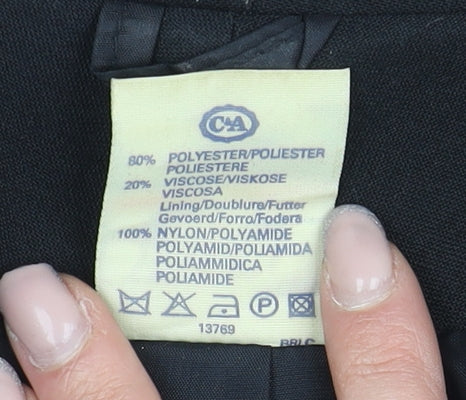 C&A
80% POLYESTER/POLIESTER
POLIESTERE
20% VISCOSE/VISKOSE
VISCOSA
Lining/Doublure/Futter
Gevoerd/Forro/Fodera
100% NYLON/POLYAMIDE
POLYAMID/POLIAMIDA
POLIAMMIDICA
POLIAMIDE
P
13769
BRLC